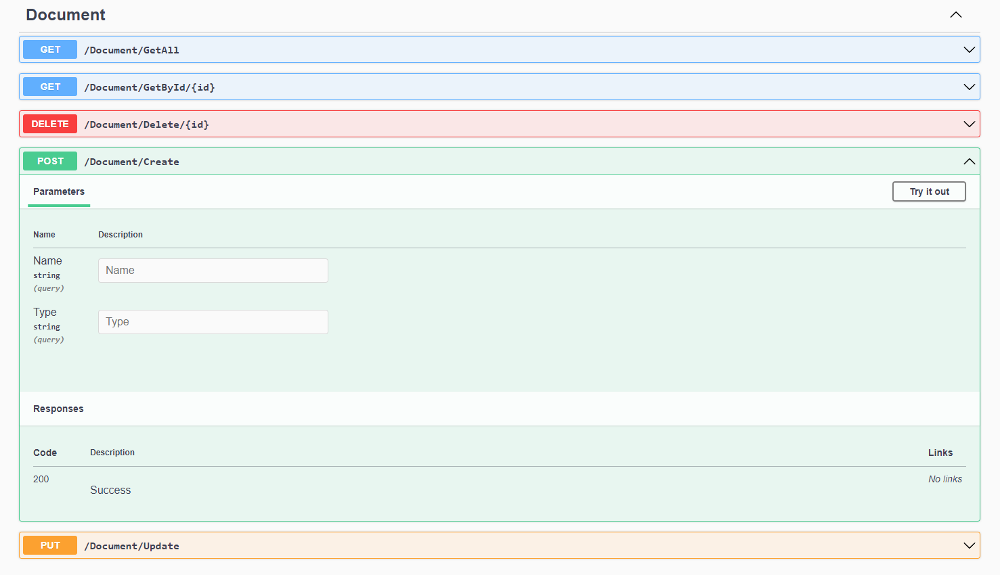 Document
GET /Document/GetAll
GET /Document/GetById/{id}
DELETE /Document/Delete/{id}
POST /Document/Create
Parameters Try it out
Name Description
Name
string
(query)
Name
Type
string
(query)
Type
Responses
Code Description Links
200 Success No links
PUT /Document/Update